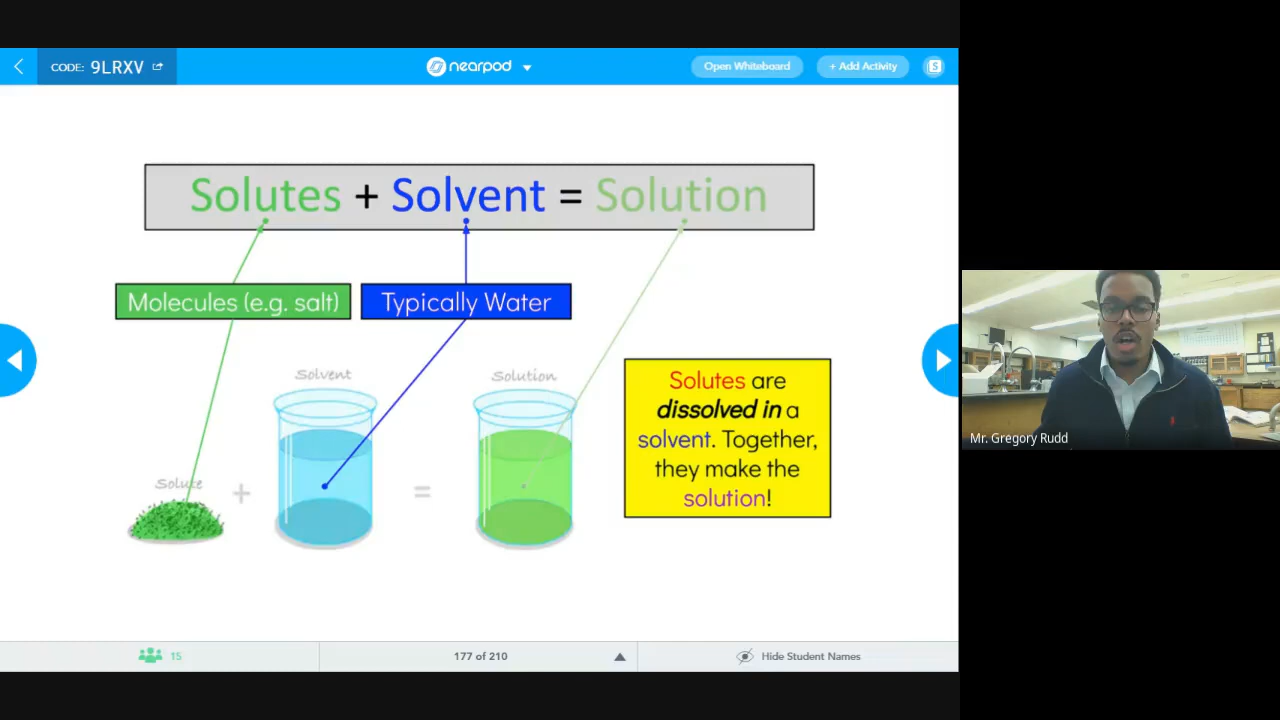 CODE: 9LRXV
nearpod
Open Whiteboard
+ Add Activity
S
Solutes + Solvent = Solution
Molecules (e.g. salt)
Typically Water
Solvent
Solution
Solute
+
=
Solutes are
dissolved in a
solvent. Together,
they make the
solution!
Mr. Gregory Rudd
15
177 of 210
Hide Student Names